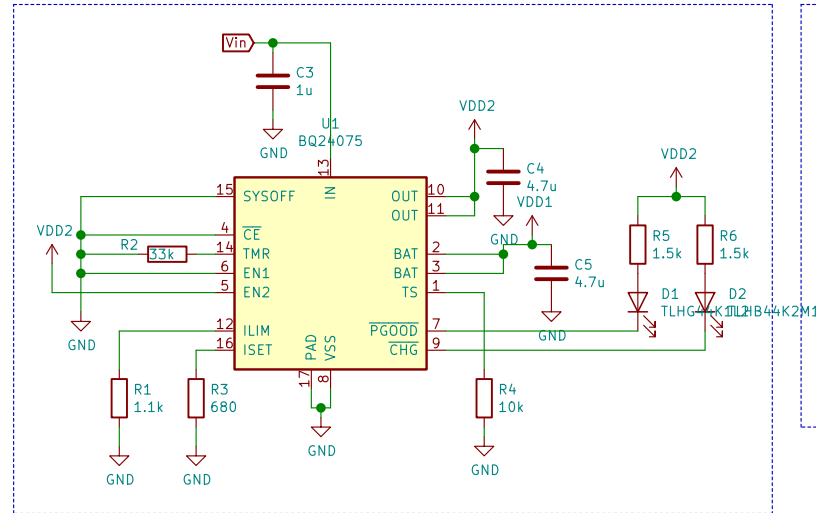 Vin
C3
1u
GND
U1
BQ24075
13
IN
VDD2
C4
4.7u
GND
VDD1
C5
4.7u
GND
15 SYSOFF
4 CE
14 TMR
6 EN1
5 EN2
12 ILIM
16 ISET
PAD
17
VSS
8
OUT 10
OUT 11
BAT 2
BAT 3
TS 1
PGOOD 7
CHG 9
VDD2
R2
33k
GND
R1
1.1k
GND
R3
680
GND
GND
R4
10k
GND
VDD2
R5
1.5k
R6
1.5k
D1
D2